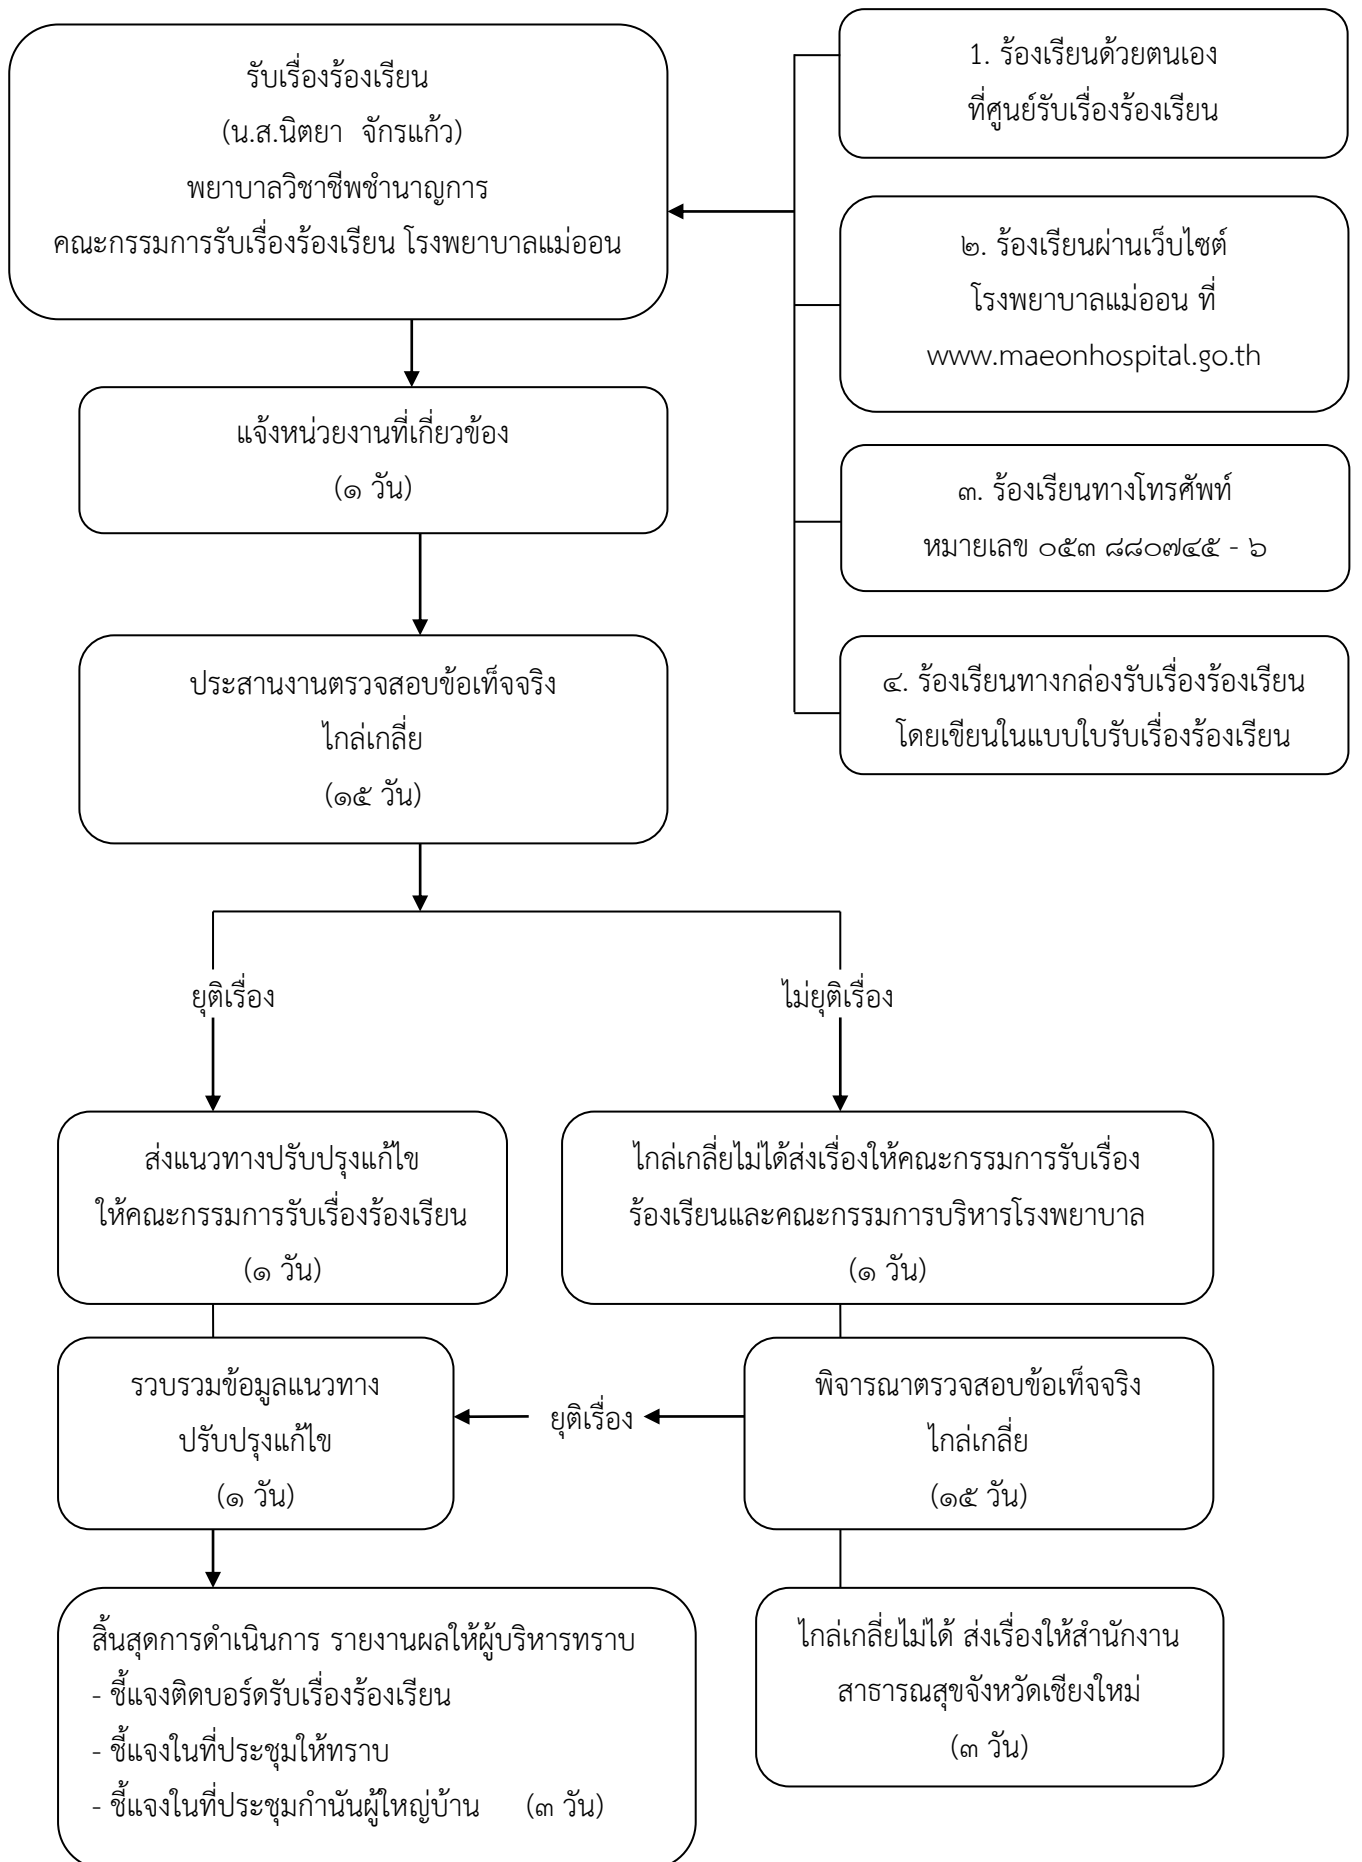 รับเรื่องร้องเรียน
(น.ส.นิตยา จักรแก้ว)
พยาบาลวิชาชีพชำนาญการ
คณะกรรมการรับเรื่องร้องเรียน โรงพยาบาลแม่ออน
1. ร้องเรียนด้วยตนเอง
ที่ศูนย์รับเรื่องร้องเรียน
๒. ร้องเรียนผ่านเว็บไซต์
โรงพยาบาลแม่ออน ที่
www.maeonhospital.go.th
๓. ร้องเรียนทางโทรศัพท์
หมายเลข ๐๕๓ ๘๘๐๗๔๕ - ๖
๔. ร้องเรียนทางกล่องรับเรื่องร้องเรียน
โดยเขียนในแบบใบรับเรื่องร้องเรียน
แจ้งหน่วยงานที่เกี่ยวข้อง
(๑ วัน)
ประสานงานตรวจสอบข้อเท็จจริง
ไกล่เกลี่ย
(๑๕ วัน)
ยุติเรื่อง
ไม่ยุติเรื่อง
ส่งแนวทางปรับปรุงแก้ไข
ให้คณะกรรมการรับเรื่องร้องเรียน
(๑ วัน)
ไกล่เกลี่ยไม่ได้ส่งเรื่องให้คณะกรรมการรับเรื่อง
ร้องเรียนและคณะกรรมการบริหารโรงพยาบาล
(๑ วัน)
รวบรวมข้อมูลแนวทาง
ปรับปรุงแก้ไข
(๑ วัน)
ยุติเรื่อง
พิจารณาตรวจสอบข้อเท็จจริง
ไกล่เกลี่ย
(๑๕ วัน)
สิ้นสุดการดำเนินการ รายงานผลให้ผู้บริหารทราบ
- ชี้แจงติดบอร์ดรับเรื่องร้องเรียน
- ชี้แจงในที่ประชุมให้ทราบ
- ชี้แจงในที่ประชุมกำนันผู้ใหญ่บ้าน (๓ วัน)
ไกล่เกลี่ยไม่ได้ ส่งเรื่องให้สำนักงาน
สาธารณสุขจังหวัดเชียงใหม่
(๓ วัน)